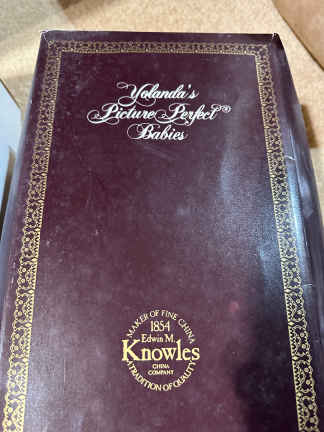 Yolanda's
Picture Perfect®
Babies
MAKER OF FINE CHINA
1854
Edwin M.
Knowles
CHINA
COMPANY
TRADITION OF QUALITY